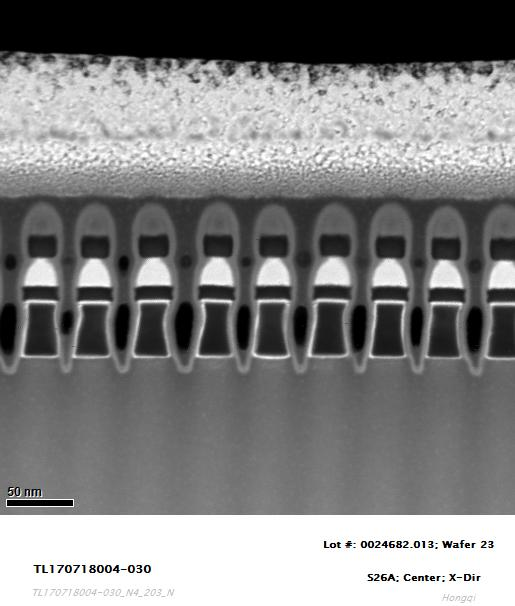 50 nm
Lot #: 0024682.013; Wafer 23
TL170718004-030
S26A; Center; X-Dir
TL170718004-030_N4_203_N
Hongqi